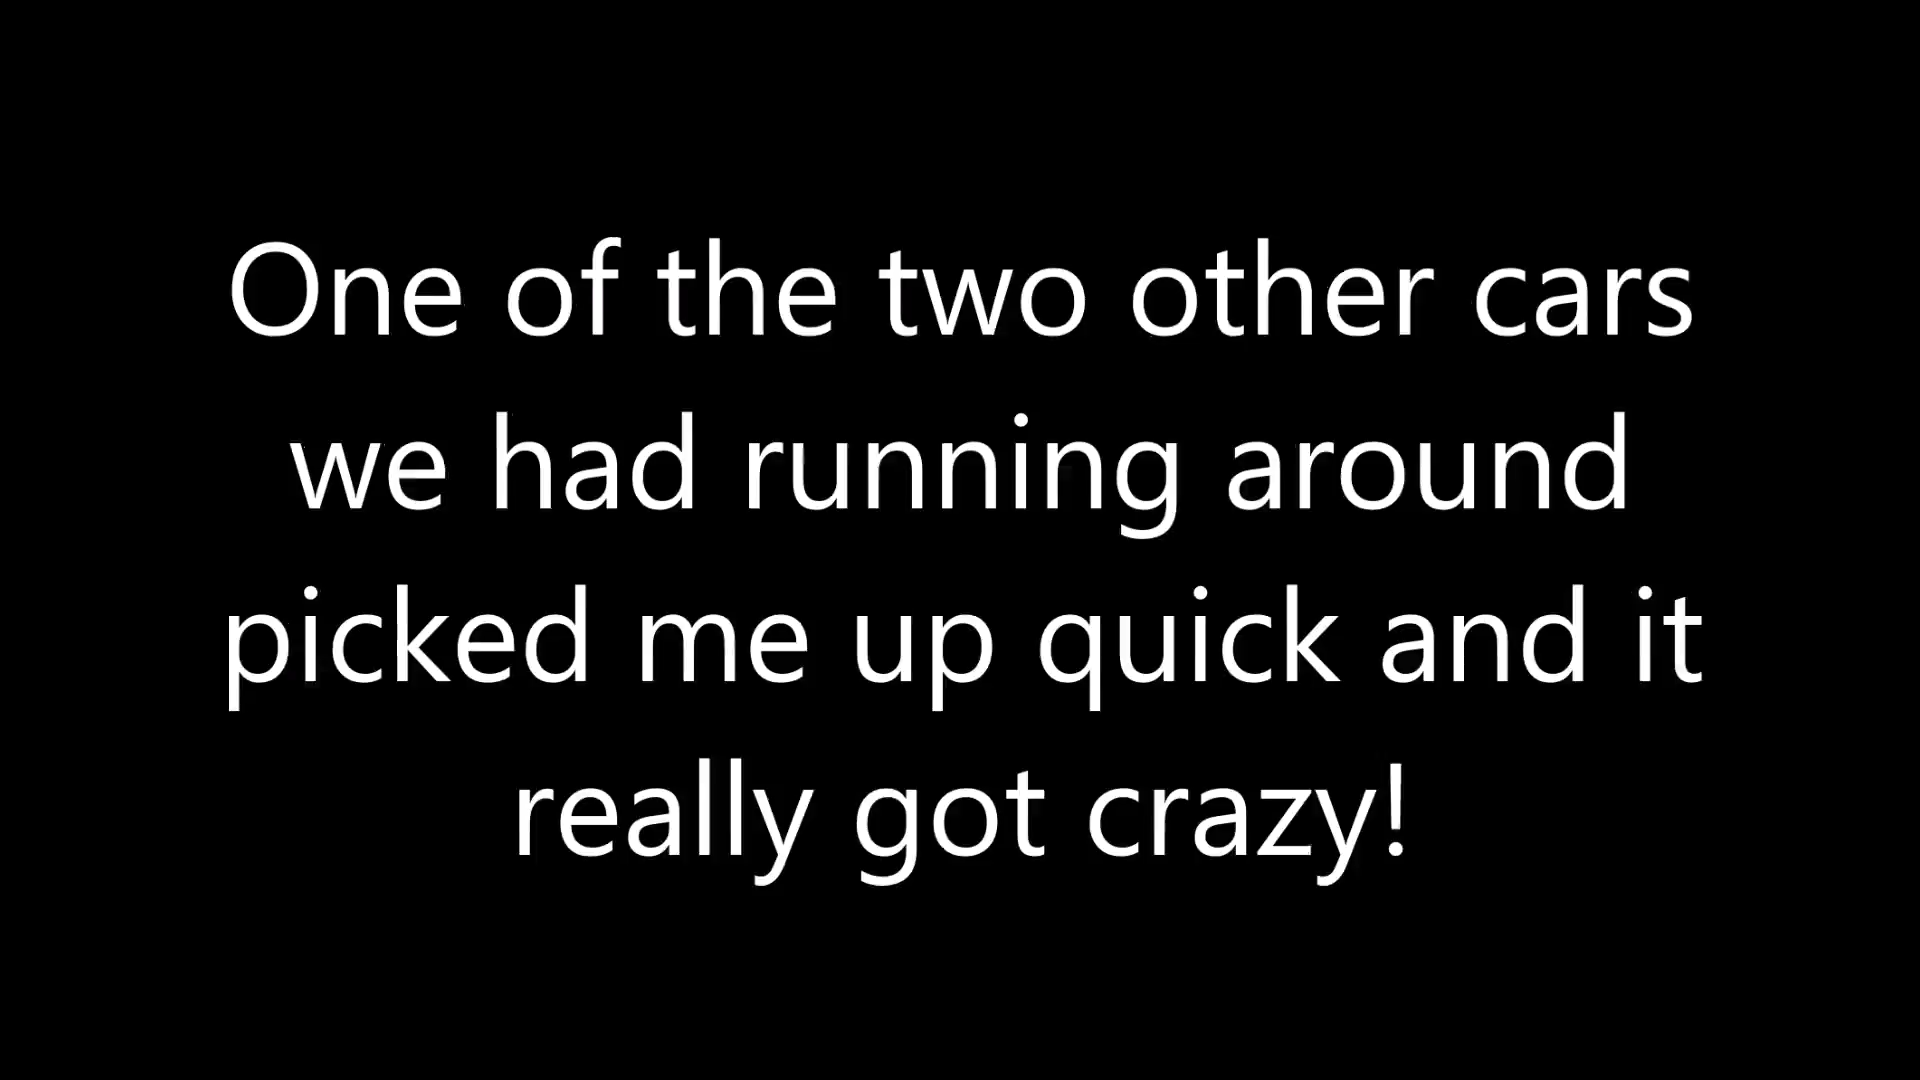 One of the two other cars
we had running around
picked me up quick and it
really got crazy!